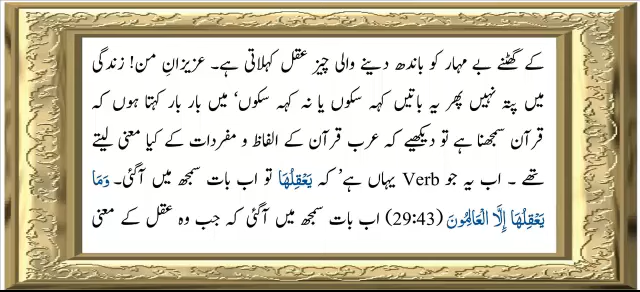 کے گھٹنے بے مہار کو باندھ دینے والی چیز عقل کہلاتی ہے۔ عزیزانِ من! زندگی
میں پتہ نہیں پھر یہ باتیں کہہ سکوں یا نہ کہہ سکوں‘ میں بار بار کہتا ہوں کہ
قرآن سمجھنا ہے تو دیکھیے کہ عرب قرآن کے الفاظ و مفردات کے کیا معنی لیتے
تھے ۔ اب یہ جو Verb یہاں ہے‘ کہ یَعْقِلُهَا تو اب بات سمجھ میں آگئی۔ وَمَا
یَعْقِلُهَا إِلَّا الْعَالِمُونَ (29:43) اب بات سمجھ میں آگئی کہ جب وہ عقل کے معنی